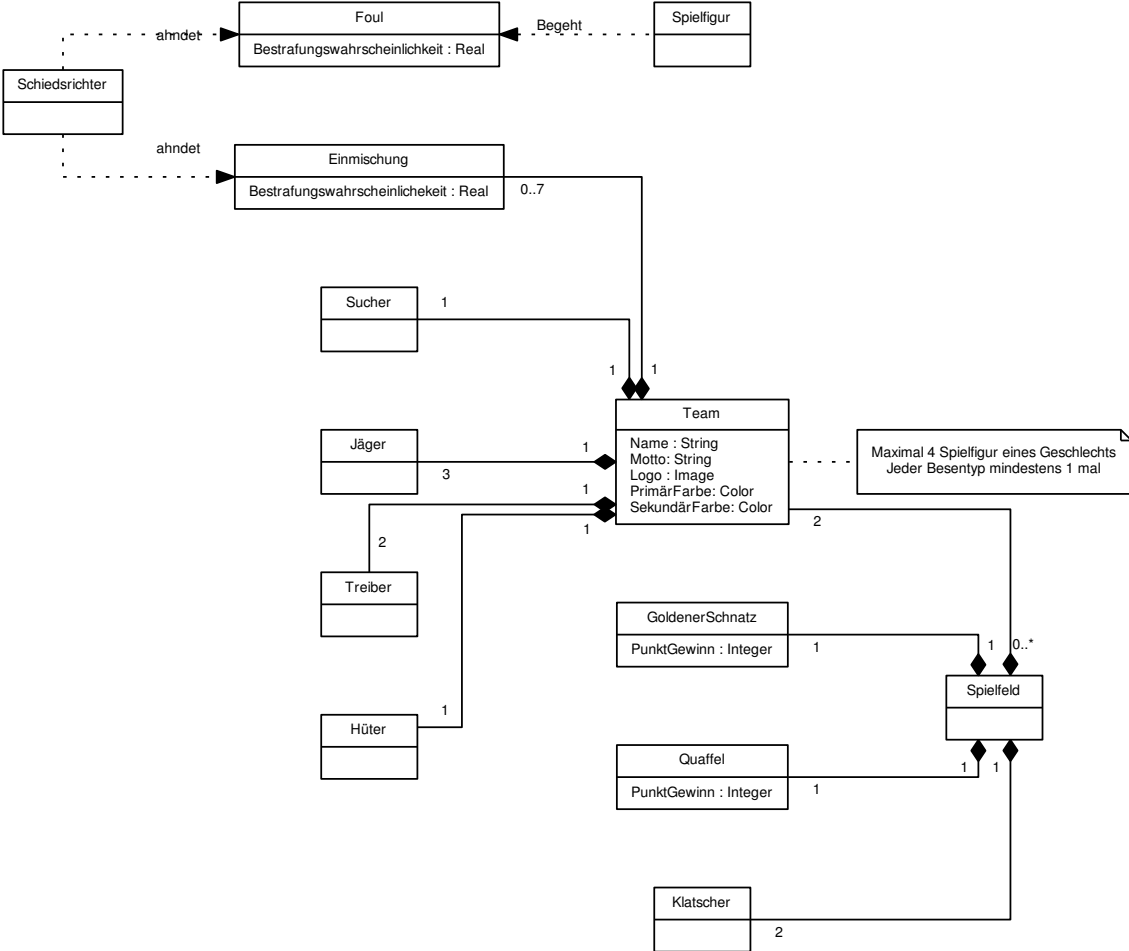 Foul
Bestrafungswahrscheinlichkeit : Real
Begeht
Spielfigur
ahndet
Schiedsrichter
ahndet
Einmischung
Bestrafungswahrscheinlichekeit : Real
0..7
Sucher
1
1
1
Team
Name : String
Motto: String
Logo : Image
PrimärFarbe: Color
SekundärFarbe: Color
Maximal 4 Spielfigur eines Geschlechts
Jeder Besentyp mindestens 1 mal
Jäger
1
3
1
2
1
2
Treiber
GoldenerSchnatz
PunktGewinn : Integer
1
1
0..*
Spielfeld
Hüter
1
Quaffel
PunktGewinn : Integer
1
1
1
Klatscher
2